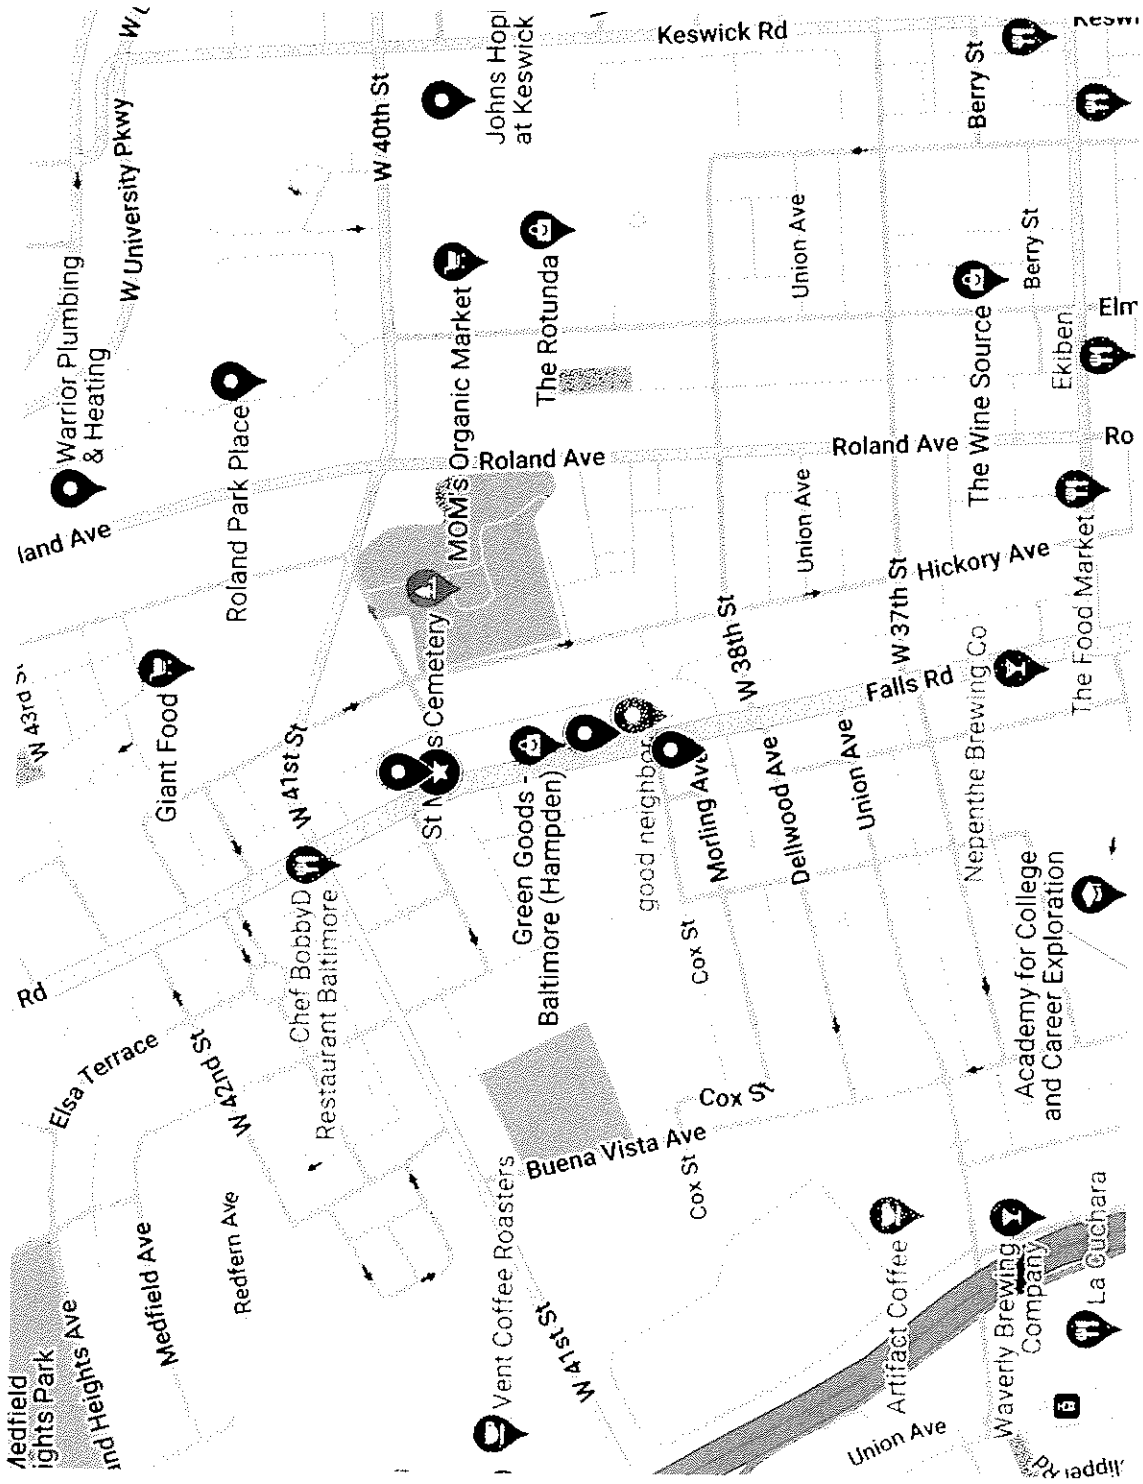 Keswick Rd
W University Pkwy
W 40th St
Johns Hopl
at Keswick
Berry St
Warrior Plumbing
& Heating
Roland Park Place
MOM's Organic Market
The Rotunda
Union Ave
The Wine Source
Berry St
Elm
Ekiben
land Ave
Roland Ave
Roland Ave
Ro
Union Ave
Hickory Ave
The Food Market
W 43rd St
Giant Food
W 41st St
St M s Cemetery
W 38th St
W 37th St
Falls Rd
Nepenthe Brewing Co
Green Goods -
Baltimore (Hampden)
good neighbor
Morling Ave
Dellwood Ave
Union Ave
Chef BobbyD
Restaurant Baltimore
Rd
Elsa Terrace
W 42nd St
Cox St
Academy for College
and Career Exploration
Cox St
Buena Vista Ave
Cox St
Medfield
ights Park
nd Heights Ave
Medfield Ave
Redfern Ave
Vent Coffee Roasters
W 41st St
Artifact Coffee
Waverly Brewing
Company
La Cuchara
Union Ave